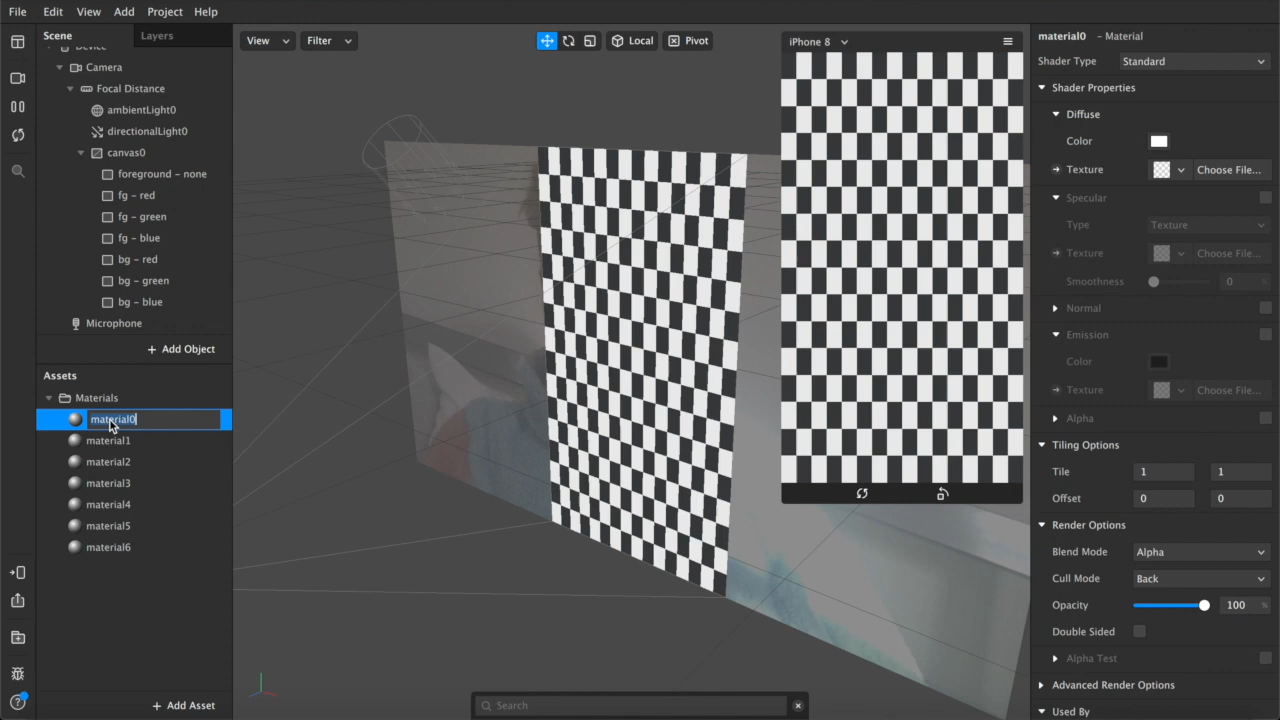 File Edit View Add Project Help
Scene Layers
Device
Camera
Focal Distance
ambientLight0
directionalLight0
canvas0
foreground - none
fg - red
fg - green
fg - blue
bg - red
bg - green
bg - blue
Microphone
+ Add Object
Assets
Materials
material0
material1
material2
material3
material4
material5
material6
+ Add Asset
View Filter Local Pivot
iPhone 8
Search
material0 - Material
Shader Type Standard
Shader Properties
Diffuse
Color
Texture Choose File...
Specular
Type Texture
Texture Choose File...
Smoothness 0 %
Normal
Emission
Color
Texture Choose File...
Alpha
Tiling Options
Tile 1 1
Offset 0 0
Render Options
Blend Mode Alpha
Cull Mode Back
Opacity 100 %
Double Sided
Alpha Test
Advanced Render Options
Used By